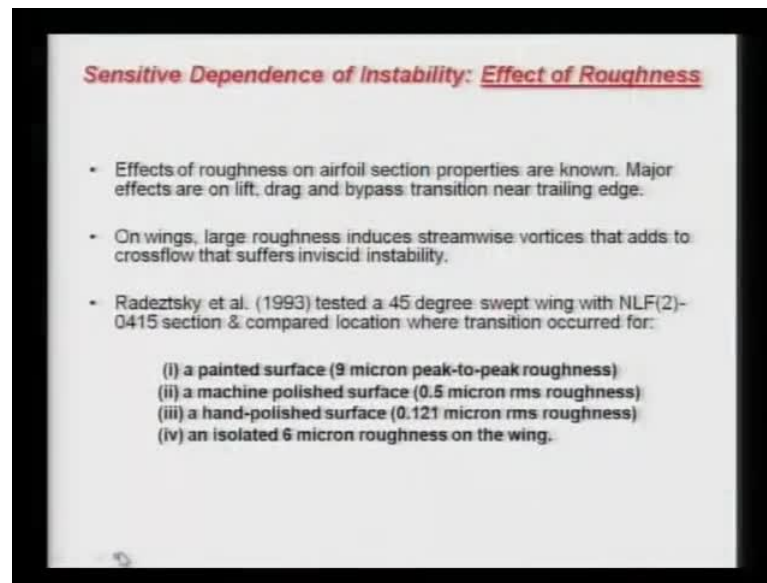 Sensitive Dependence of Instability: Effect of Roughness
• Effects of roughness on airfoil section properties are known. Major
effects are on lift, drag and bypass transition near trailing edge.
• On wings, large roughness induces streamwise vortices that adds to
crossflow that suffers inviscid instability.
• Radeztsky et al. (1993) tested a 45 degree swept wing with NLF(2)-
0415 section & compared location where transition occurred for:
(i) a painted surface (9 micron peak-to-peak roughness)
(ii) a machine polished surface (0.5 micron rms roughness)
(iii) a hand-polished surface (0.121 micron rms roughness)
(iv) an isolated 6 micron roughness on the wing.